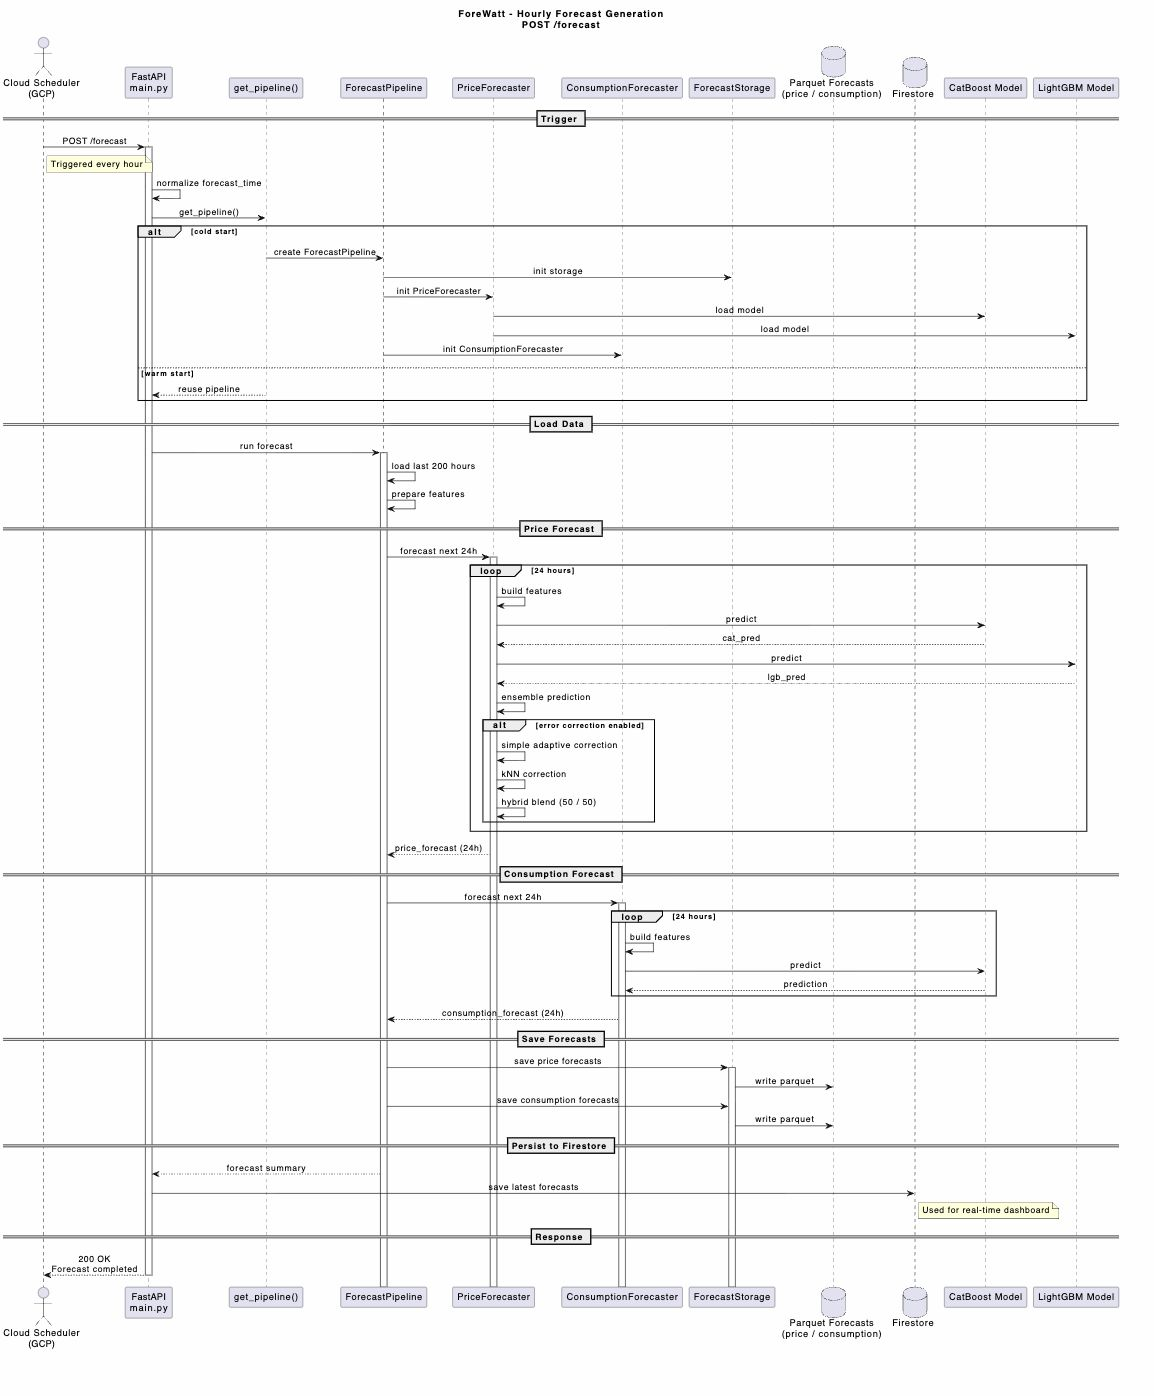 ForeWatt - Hourly Forecast Generation
POST /forecast
Cloud Scheduler
(GCP)
FastAPI
main.py
get_pipeline()
ForecastPipeline
PriceForecaster
ConsumptionForecaster
ForecastStorage
Parquet Forecasts
(price / consumption)
Firestore
CatBoost Model
LightGBM Model
Trigger
POST /forecast
Triggered every hour
normalize forecast_time
get_pipeline()
alt
[cold start]
create ForecastPipeline
init storage
init PriceForecaster
load model
load model
init ConsumptionForecaster
[warm start]
reuse pipeline
Load Data
run forecast
load last 200 hours
prepare features
Price Forecast
forecast next 24h
loop
[24 hours]
build features
predict
cat_pred
predict
lgb_pred
ensemble prediction
alt
[error correction enabled]
simple adaptive correction
kNN correction
hybrid blend (50 / 50)
price_forecast (24h)
Consumption Forecast
forecast next 24h
loop
[24 hours]
build features
predict
prediction
consumption_forecast (24h)
Save Forecasts
save price forecasts
write parquet
save consumption forecasts
write parquet
Persist to Firestore
forecast summary
save latest forecasts
Used for real-time dashboard
Response
200 OK
Forecast completed
Cloud Scheduler
(GCP)
FastAPI
main.py
get_pipeline()
ForecastPipeline
PriceForecaster
ConsumptionForecaster
ForecastStorage
Parquet Forecasts
(price / consumption)
Firestore
CatBoost Model
LightGBM Model